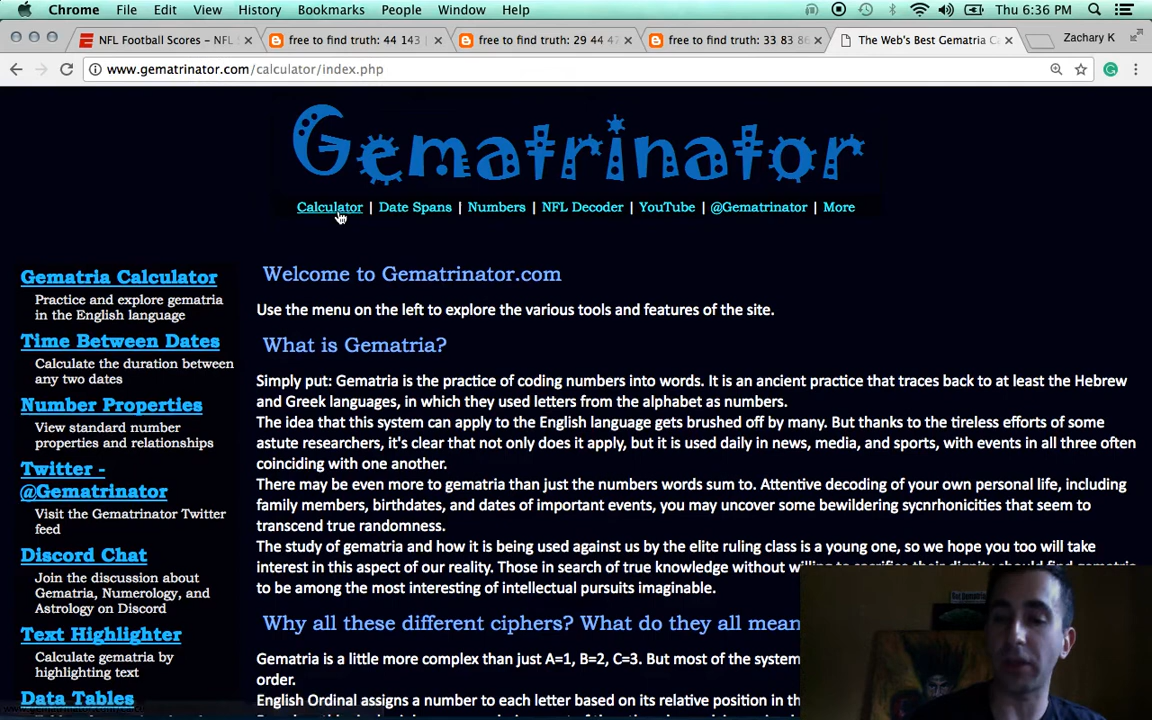 Chrome File Edit View History Bookmarks People Window Help Thu 6:36 PM
NFL Football Scores – NFL
free to find truth: 44 143
free to find truth: 29 44 47
free to find truth: 33 83 86
The Web's Best Gematria Ca
Zachary K
www.gematrinator.com/calculator/index.php
Gematrinator
Calculator | Date Spans | Numbers | NFL Decoder | YouTube | @Gematrinator | More
Gematria Calculator
Practice and explore gematria
in the English language
Time Between Dates
Calculate the duration between
any two dates
Number Properties
View standard number
properties and relationships
Twitter -
@Gematrinator
Visit the Gematrinator Twitter
feed
Discord Chat
Join the discussion about
Gematria, Numerology, and
Astrology on Discord
Text Highlighter
Calculate gematria by
highlighting text
Data Tables
Welcome to Gematrinator.com
Use the menu on the left to explore the various tools and features of the site.
What is Gematria?
Simply put: Gematria is the practice of coding numbers into words. It is an ancient practice that traces back to at least the Hebrew
and Greek languages, in which they used letters from the alphabet as numbers.
The idea that this system can apply to the English language gets brushed off by many. But thanks to the tireless efforts of some
astute researchers, it's clear that not only does it apply, but it is used daily in news, media, and sports, with events in all three often
coinciding with one another.
There may be even more to gematria than just the numbers words sum to. Attentive decoding of your own personal life, including
family members, birthdates, and dates of important events, you may uncover some bewildering sycnrhonicities that seem to
transcend true randomness.
The study of gematria and how it is being used against us by the elite ruling class is a young one, so we hope you too will take
interest in this aspect of our reality. Those in search of true knowledge without willing to sacrifice their dignity should find gematria
to be among the most interesting of intellectual pursuits imaginable.
Why all these different ciphers? What do they all mean
Gematria is a little more complex than just A=1, B=2, C=3. But most of the system
order.
English Ordinal assigns a number to each letter based on its relative position in th